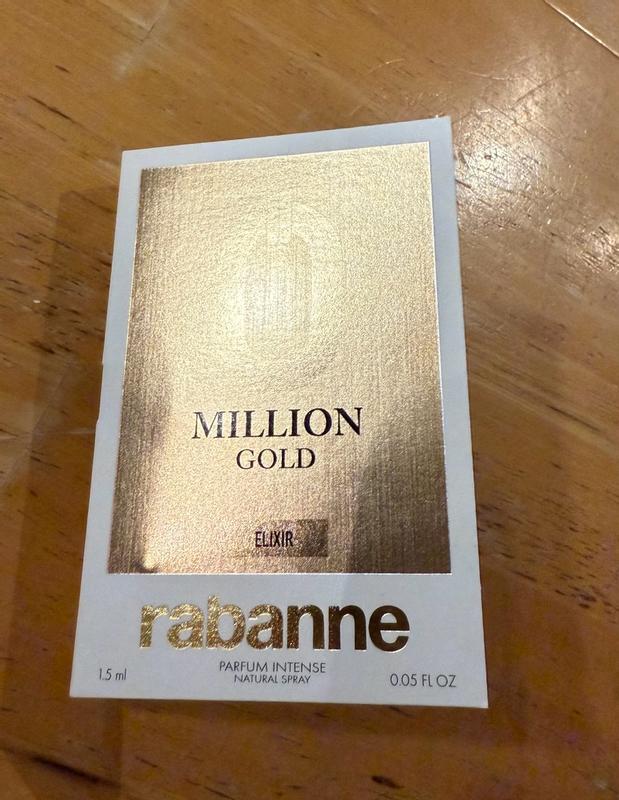 MILLION
GOLD
ELIXIR
rabanne
1.5 ml
PARFUM INTENSE
NATURAL SPRAY
0.05 FL OZ